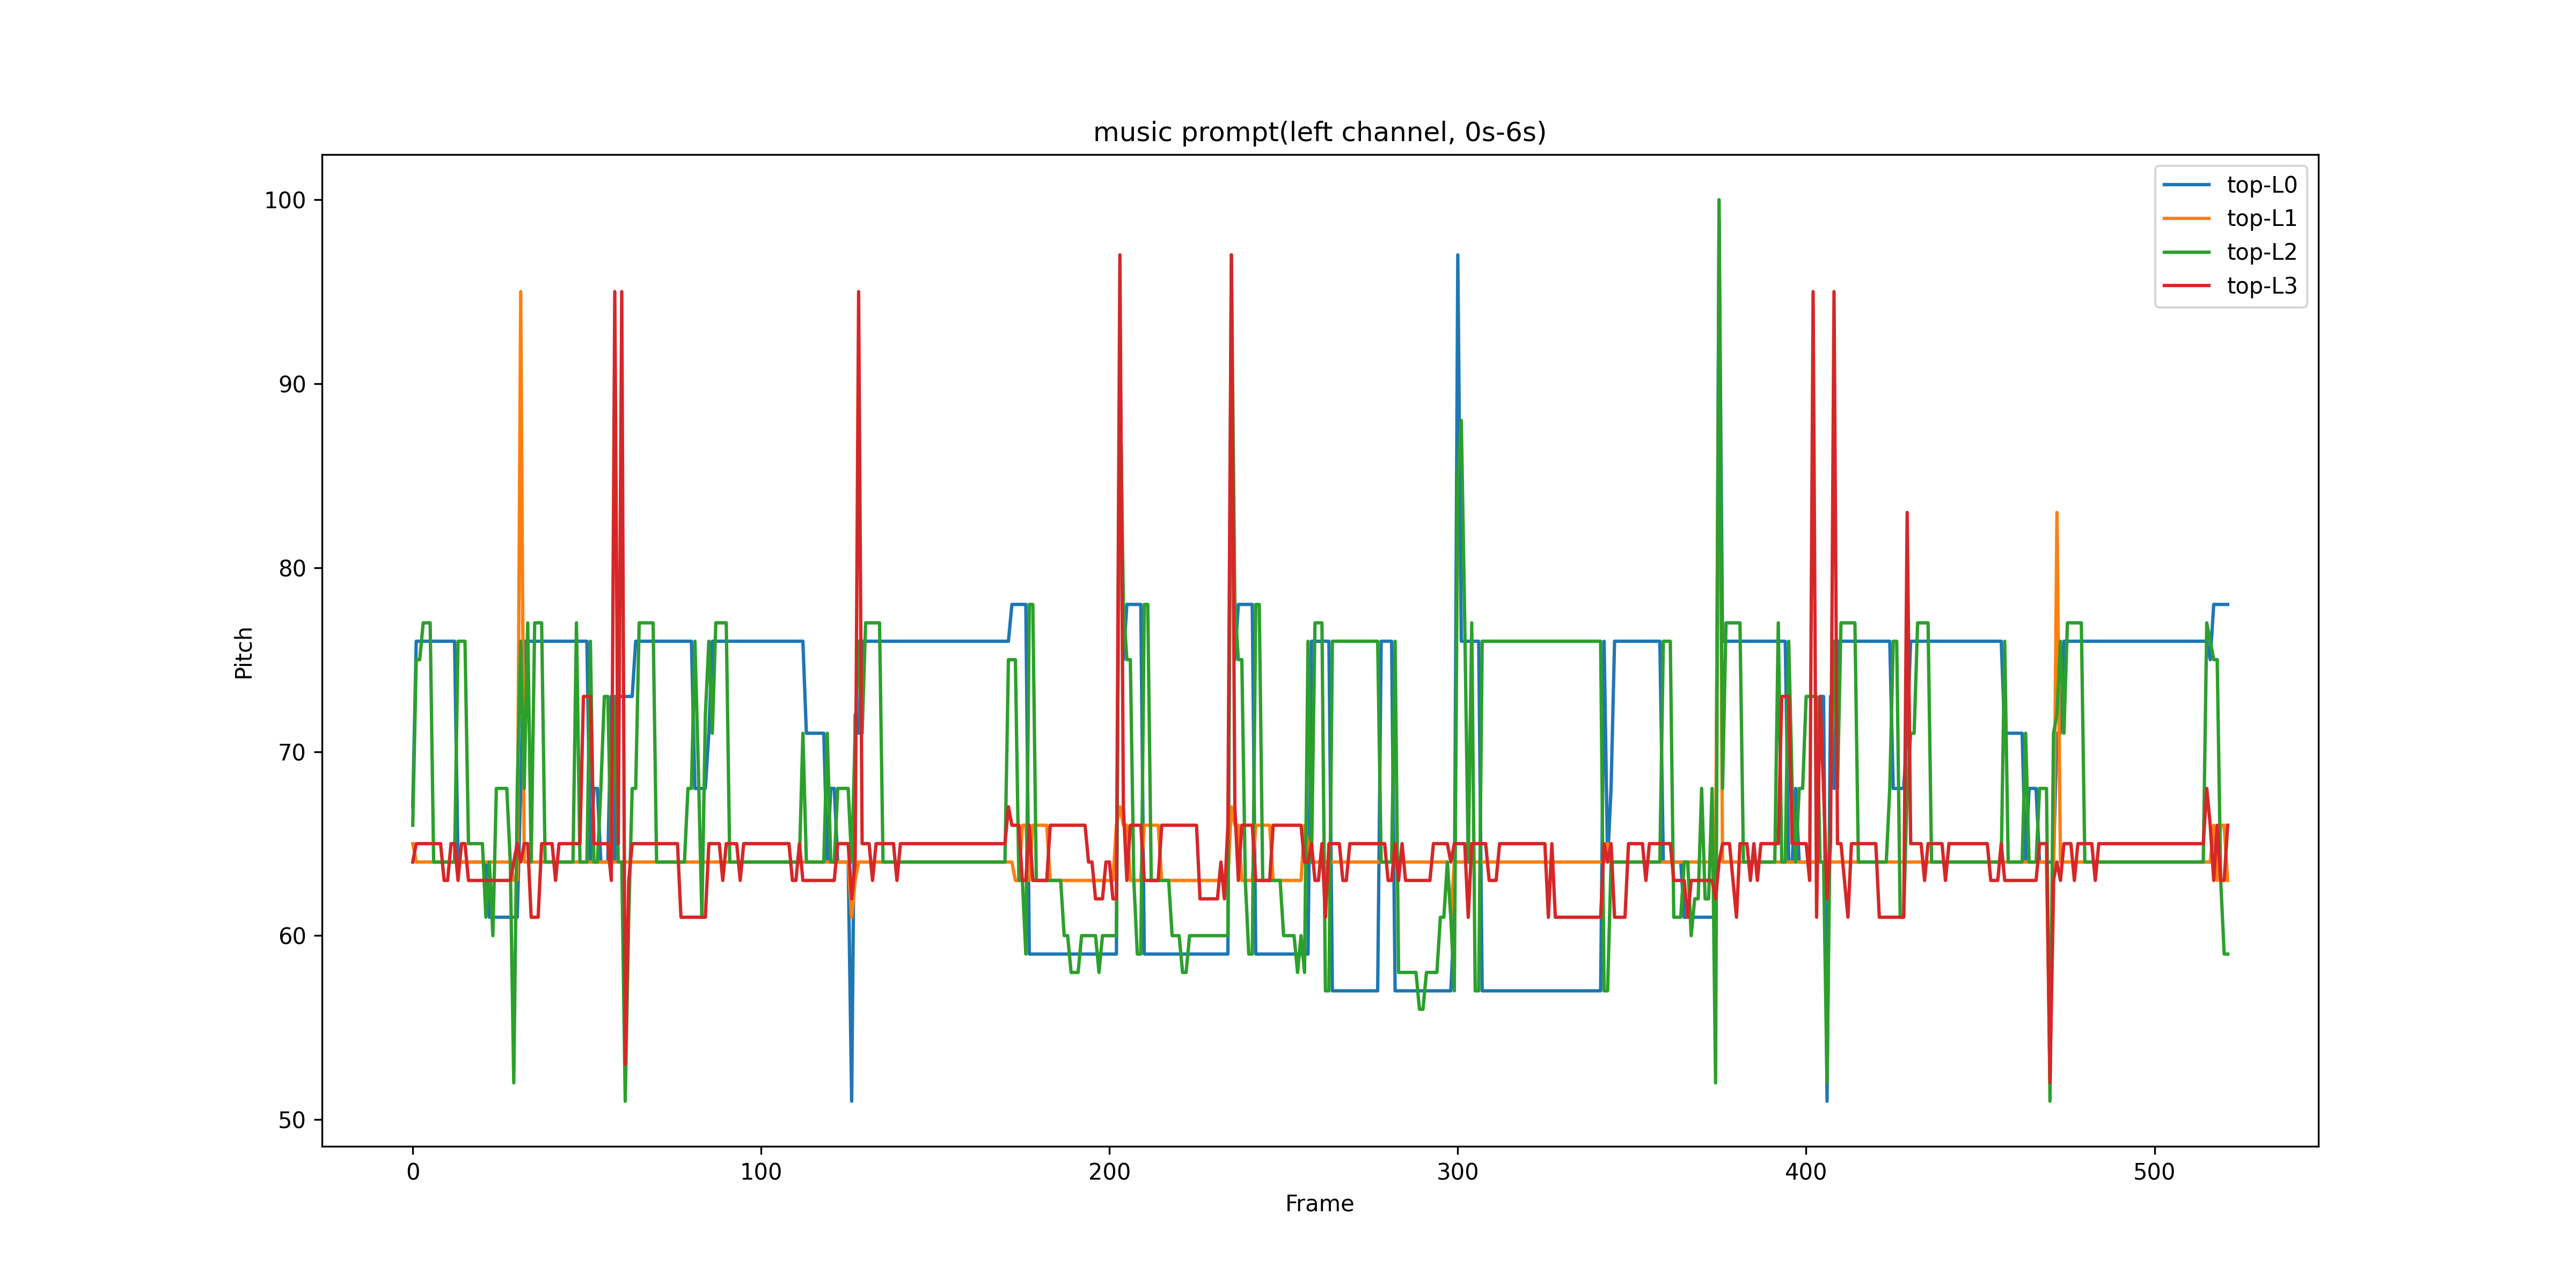 music prompt(left channel, 0s-6s)
top-L0
top-L1
top-L2
top-L3
100
90
80
70
60
50
Pitch
0 100 200 300 400 500
Frame